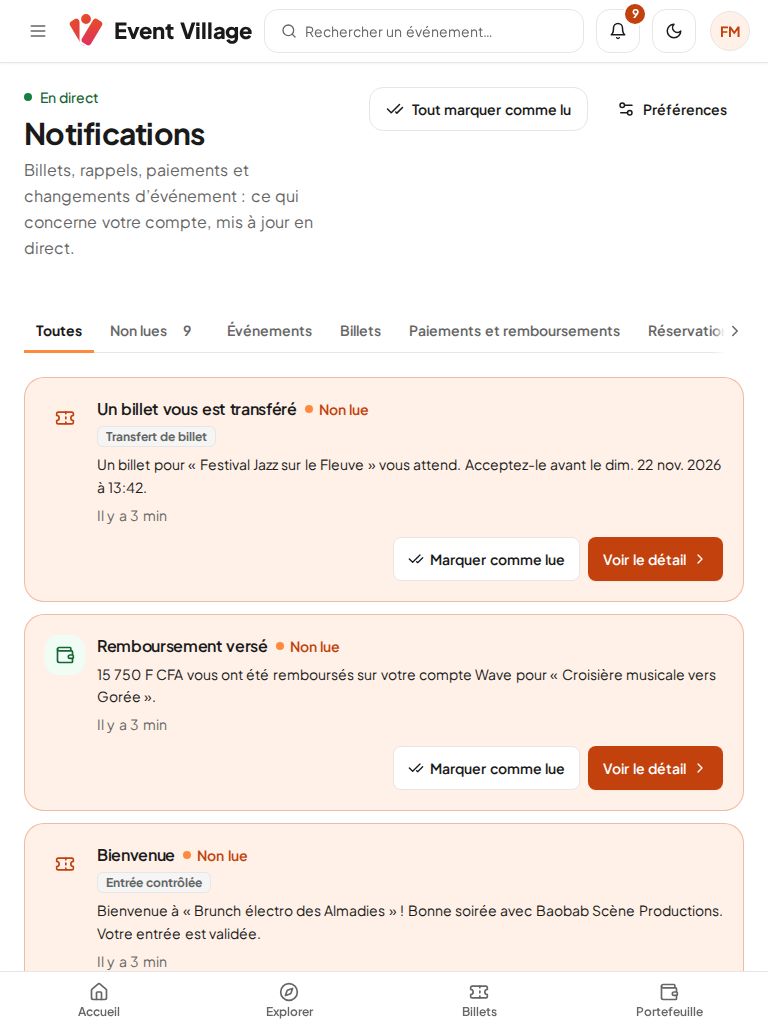 Event Village
Rechercher un événement...
9
FM
En direct
Tout marquer comme lu
Préférences
Notifications
Billets, rappels, paiements et
changements d’événement : ce qui
concerne votre compte, mis à jour en
direct.
Toutes
Non lues 9
Événements
Billets
Paiements et remboursements
Réservatio
Un billet vous est transféré
Non lue
Transfert de billet
Un billet pour « Festival Jazz sur le Fleuve » vous attend. Acceptez-le avant le dim. 22 nov. 2026
à 13:42.
Il y a 3 min
Marquer comme lue
Voir le détail
Remboursement versé
Non lue
15 750 F CFA vous ont été remboursés sur votre compte Wave pour « Croisière musicale vers
Gorée ».
Il y a 3 min
Marquer comme lue
Voir le détail
Bienvenue
Non lue
Entrée contrôlée
Bienvenue à « Brunch électro des Almadies » ! Bonne soirée avec Baobab Scène Productions.
Votre entrée est validée.
Il y a 3 min
Accueil
Explorer
Billets
Portefeuille